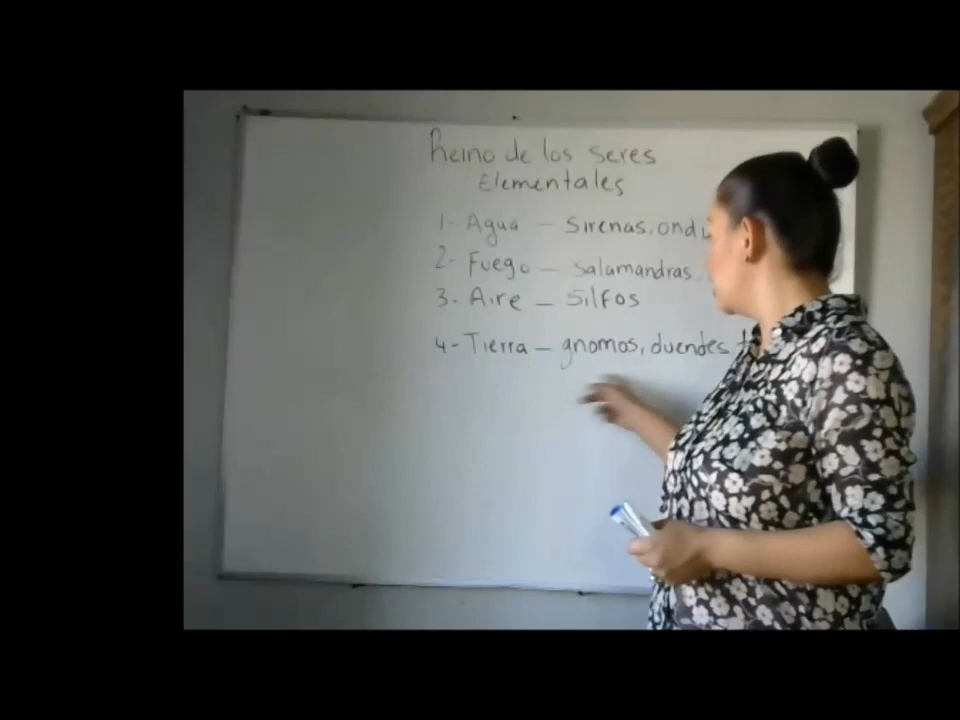 Reino de los seres
Elementales
1- Agua - Sirenas,
2- Fuego - Salamandras.
3- Aire - Silfos
4- Tierra - gnomos, duendes